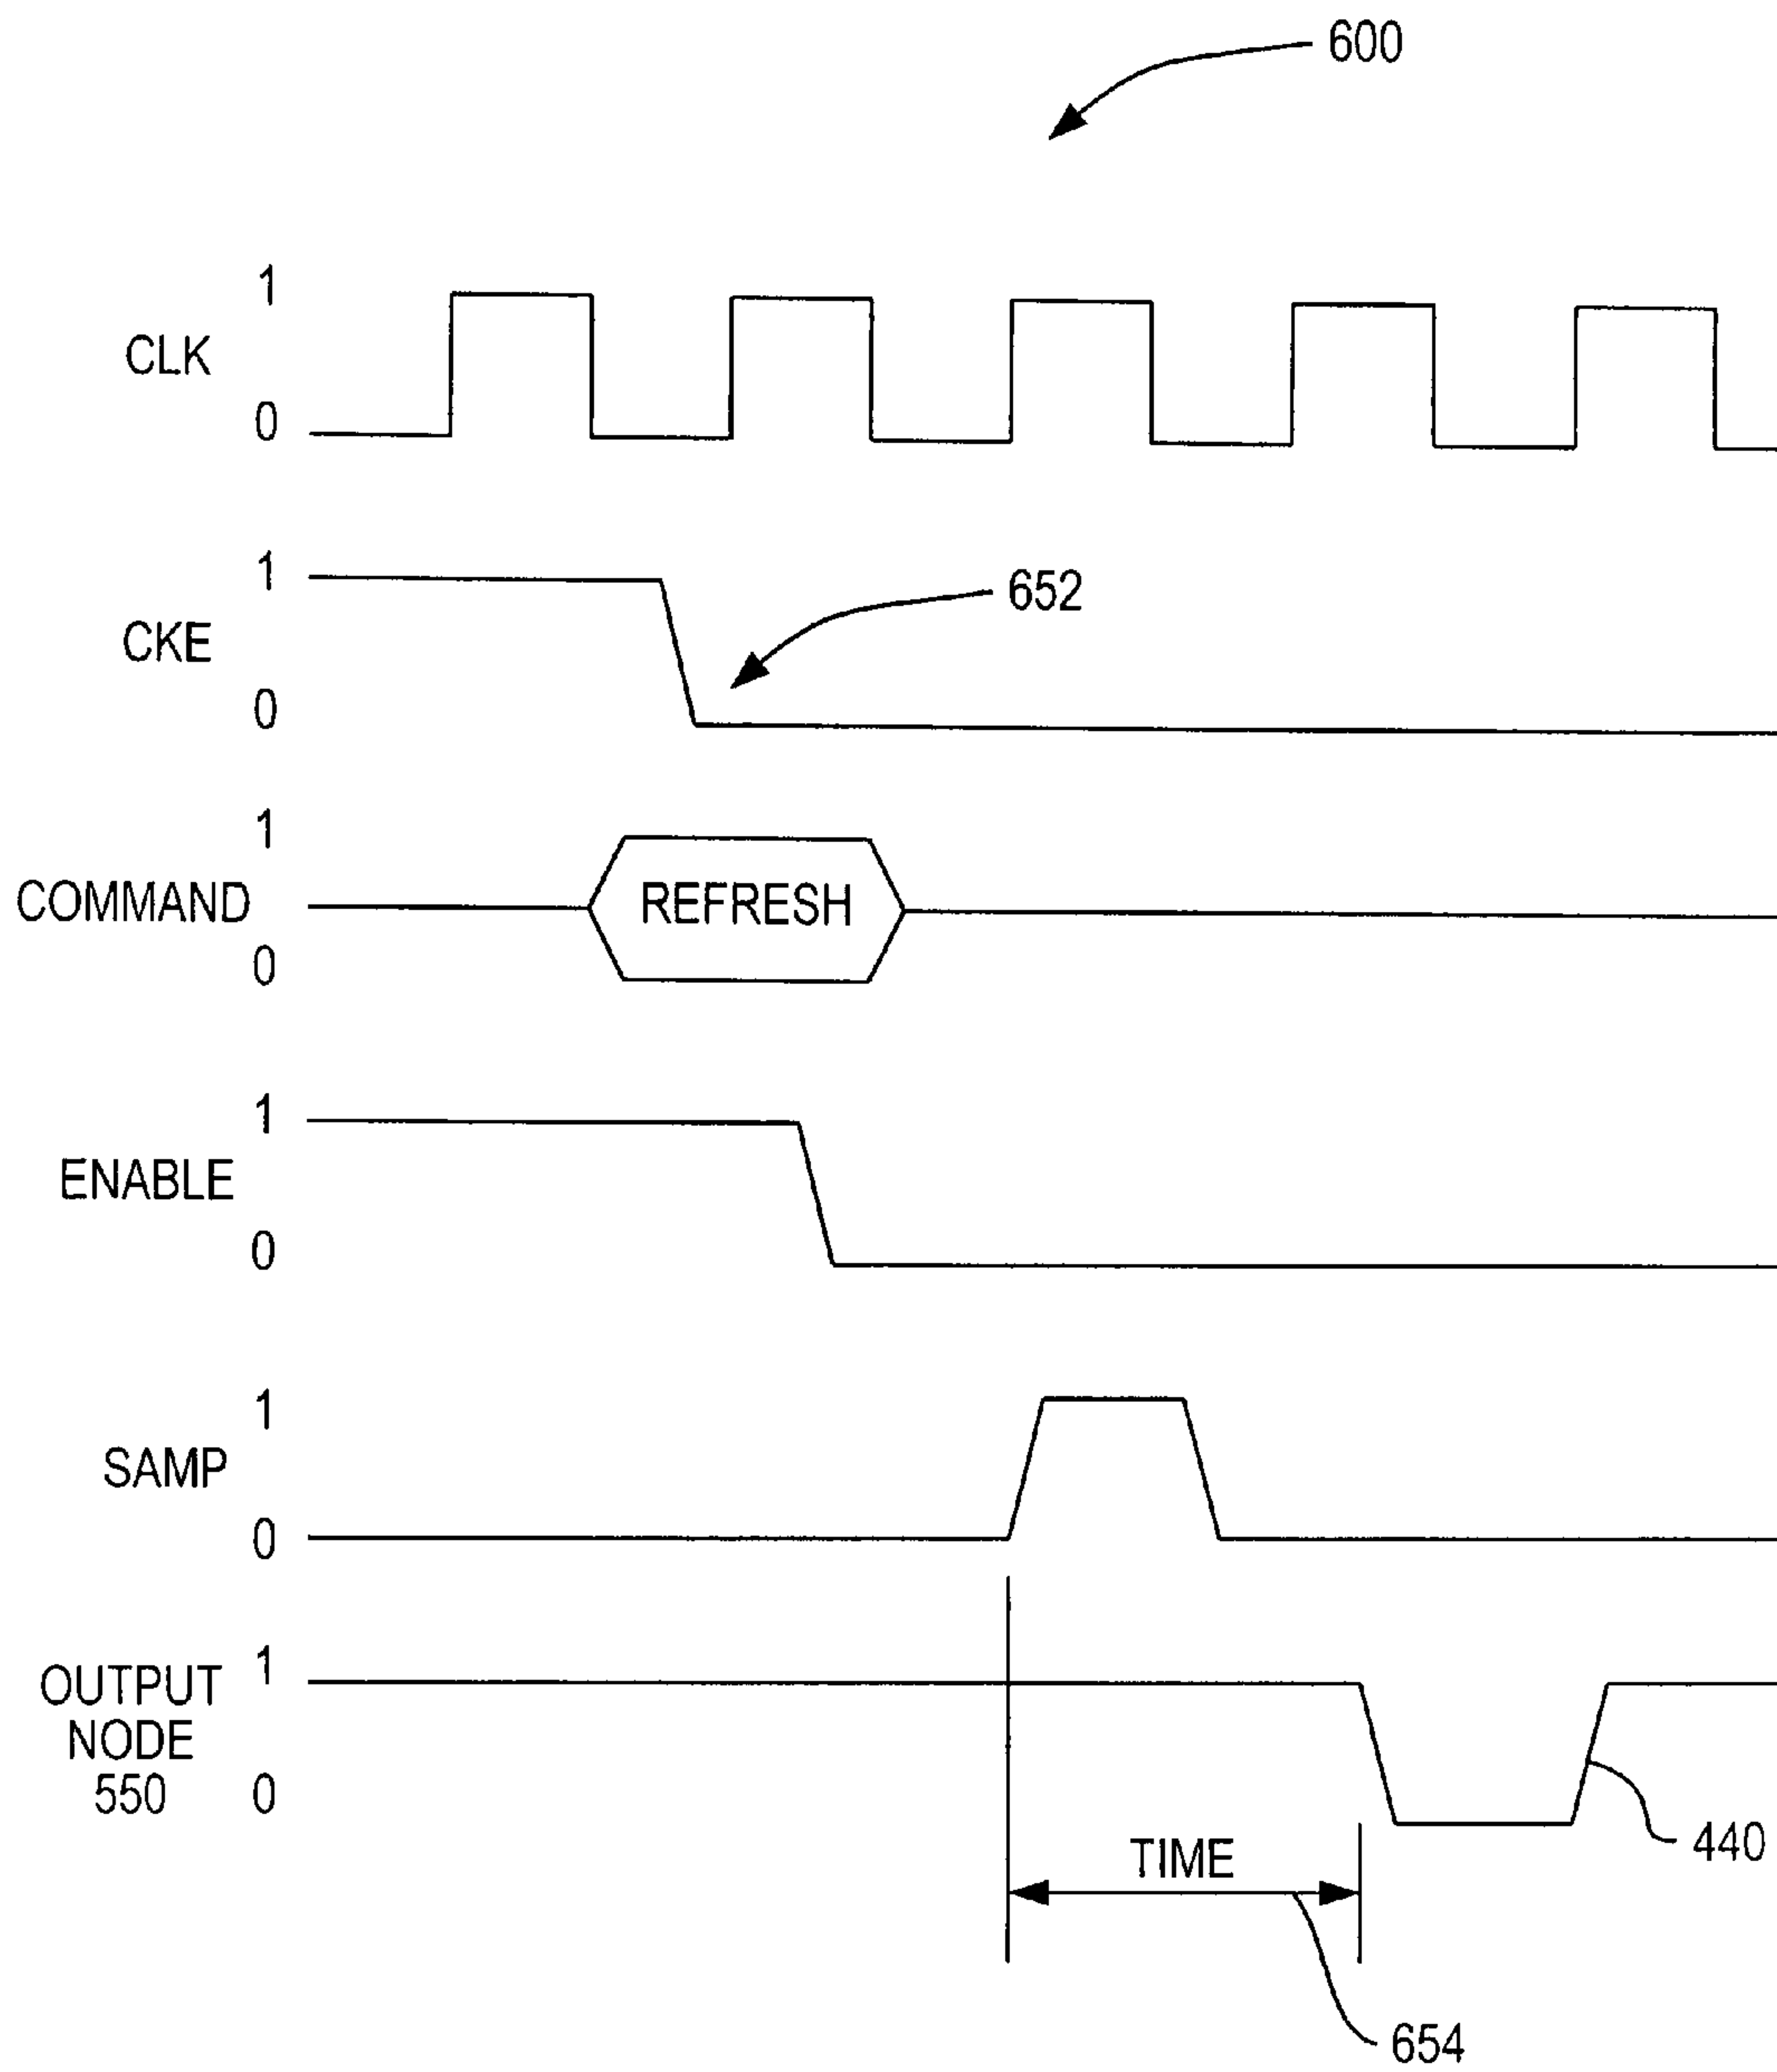 600
1
CLK
0
1
CKE
652
0
1
COMMAND
REFRESH
0
1
ENABLE
0
1
SAMP
0
1
OUTPUT
NODE
550
0
440
TIME
654